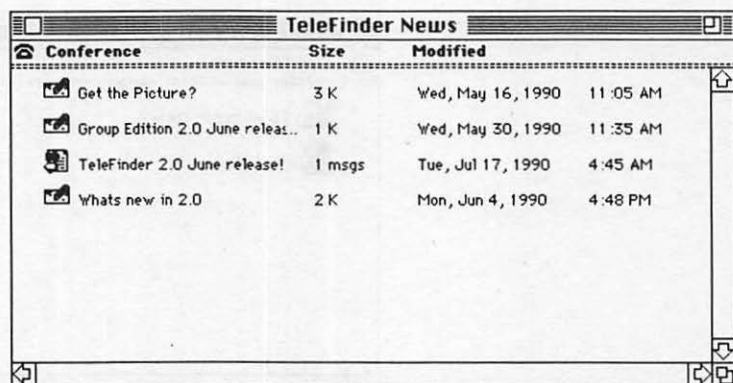 TeleFinder News
Conference Size Modified
Get the Picture? 3 K Wed, May 16, 1990 11:05 AM
Group Edition 2.0 June releas... 1 K Wed, May 30, 1990 11:35 AM
TeleFinder 2.0 June release! 1 msgs Tue, Jul 17, 1990 4:45 AM
Whats new in 2.0 2 K Mon, Jun 4, 1990 4:48 PM